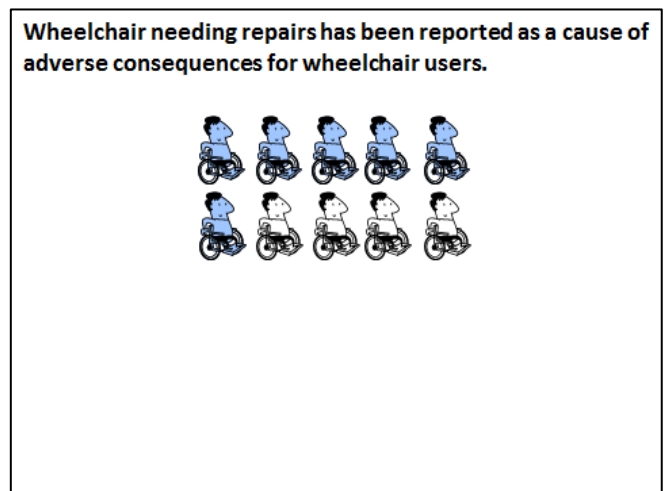 Wheelchair needing repairs has been reported as a cause of
adverse consequences for wheelchair users.